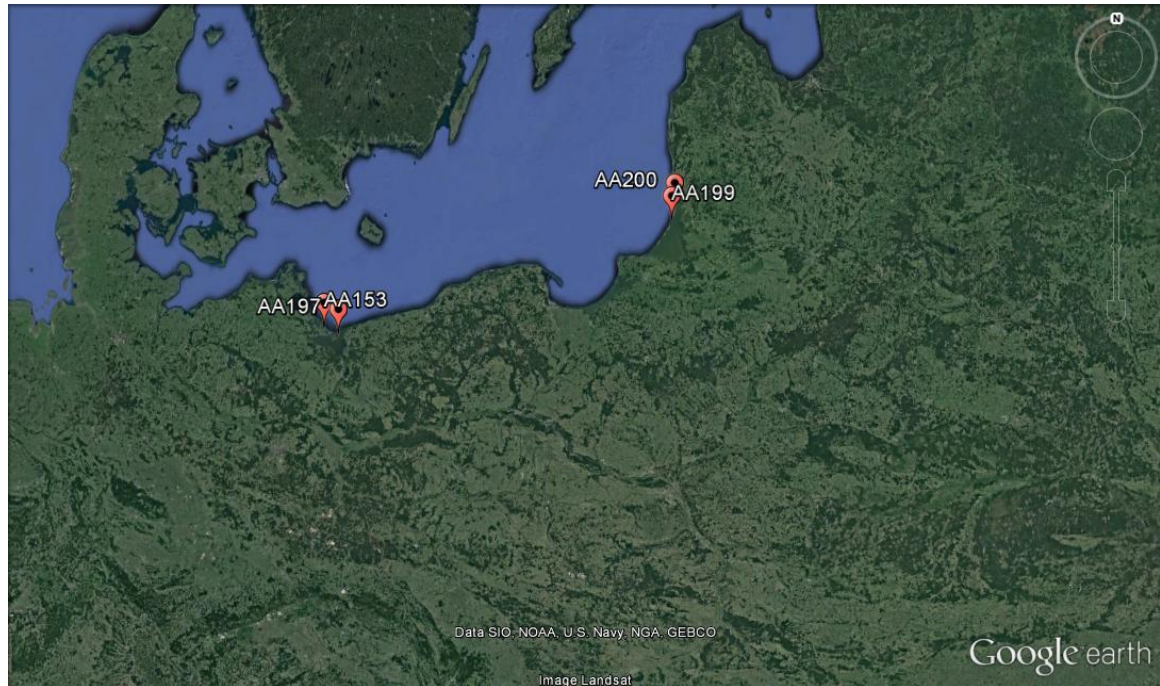 N
AA200
AA199
AA197
AA153
Data SIO, NOAA, U.S. Navy, NGA, GEBCO
Google earth
Image Landsat